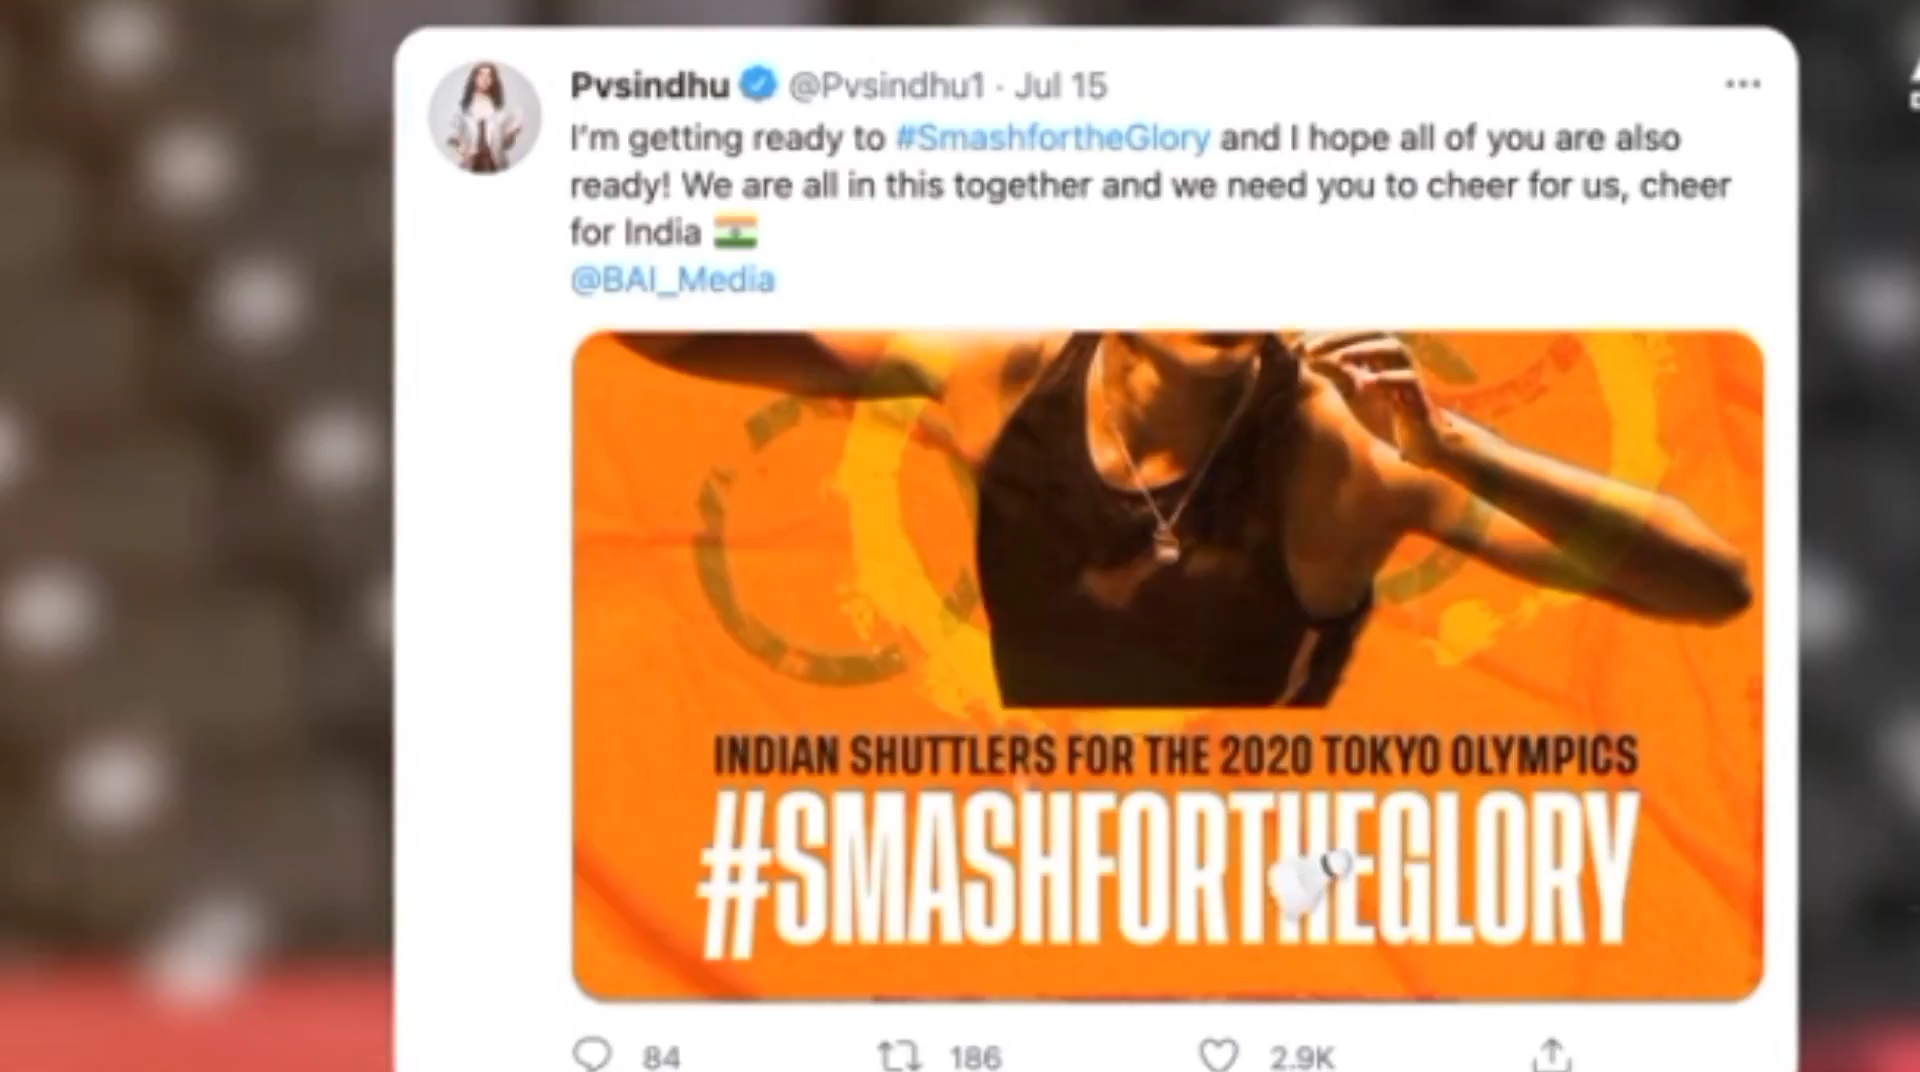 Pvsindhu @Pvsindhu1 · Jul 15
I'm getting ready to #SmashfortheGlory and I hope all of you are also
ready! We are all in this together and we need you to cheer for us, cheer
for India 🇮🇳
@BAI_Media
INDIAN SHUTTLERS FOR THE 2020 TOKYO OLYMPICS
#SMASHFORTHEGLORY
84 186 2.9K